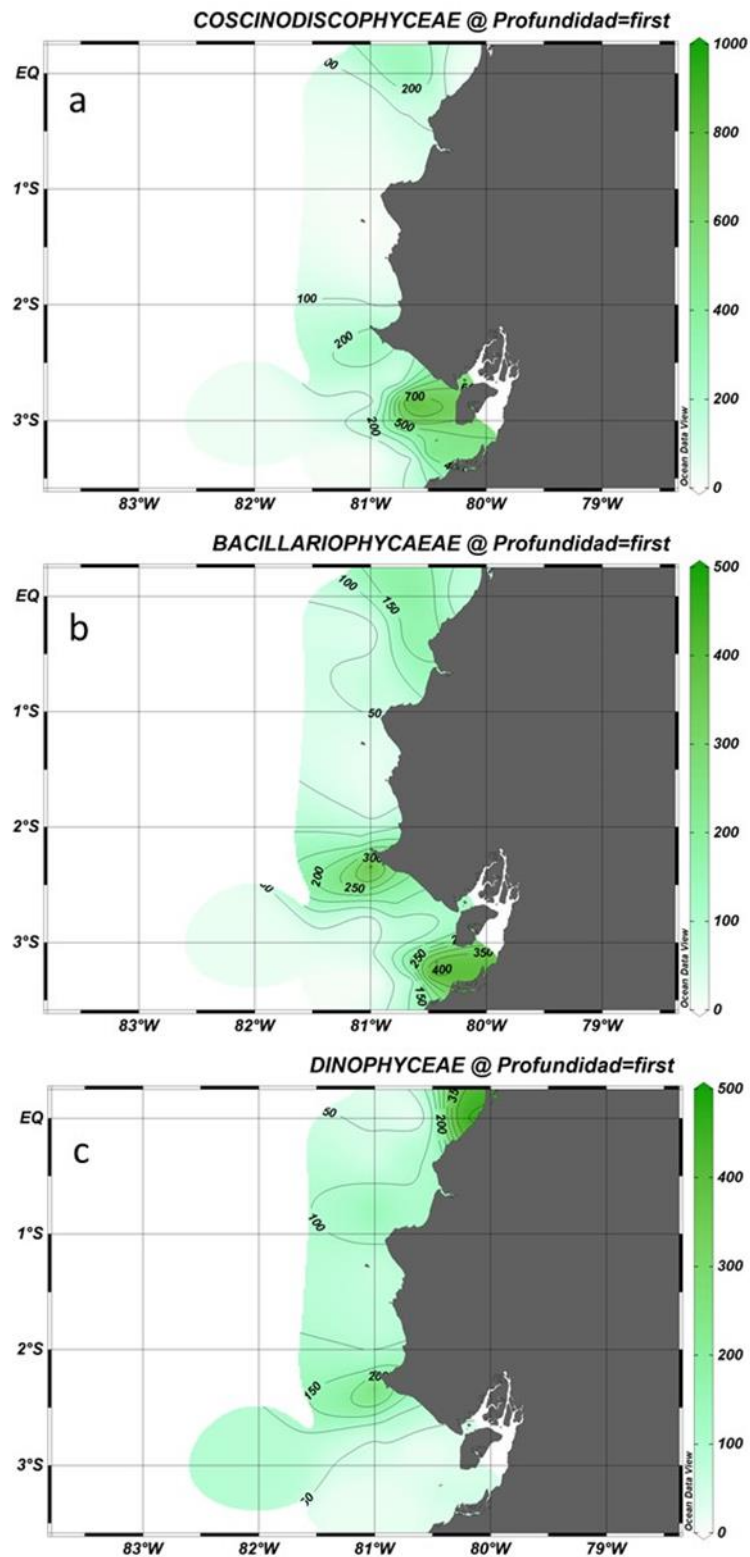 COSCINODISCOPHYCEAE @ Profundidad=first
a
EQ
1°S
2°S
3°S
00
200
100
200
700
500
200
1000
800
600
400
200
0
Ocean Data View
83°W
82°W
81°W
80°W
79°W
BACILLARIOPHYCAEAE @ Profundidad=first
b
EQ
1°S
2°S
3°S
100
150
50
300
200
250
250
350
400
150
500
400
300
200
100
0
Ocean Data View
83°W
82°W
81°W
80°W
79°W
DINOPHYCEAE @ Profundidad=first
c
EQ
1°S
2°S
3°S
50
35
200
100
200
150
500
400
300
200
100
0
Ocean Data View
83°W
82°W
81°W
80°W
79°W